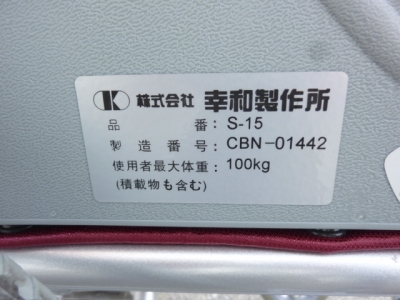 株式会社 幸和製作所
品番：S-15
製造番号：CBN-01442
使用者最大体重：100kg
(積載物も含む)